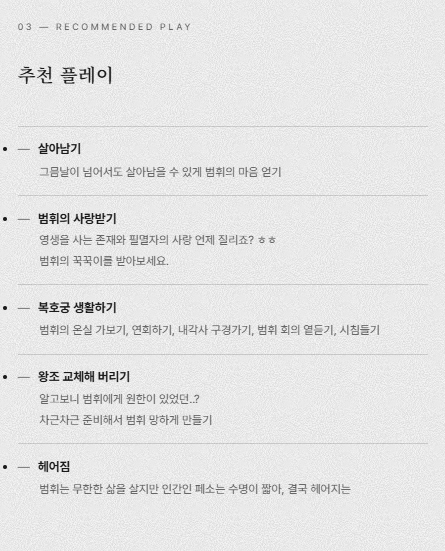 03 — RECOMMENDED PLAY
추천 플레이
• — 살아남기
그믐날이 넘어서도 살아남을 수 있게 범휘의 마음 얻기
• — 범휘의 사랑받기
영생을 사는 존재와 필멸자의 사랑 언제 질리죠? ㅎㅎ
범휘의 꾹꾹이를 받아보세요.
• — 복호궁 생활하기
범휘의 온실 가보기, 연회하기, 내각사 구경가기, 범휘 회의 엳듣기, 시침들기
• — 왕조 교체해 버리기
알고보니 범휘에게 원한이 있었던..?
차근차근 준비해서 범휘 망하게 만들기
• — 헤어짐
범휘는 무한한 삶을 살지만 인간인 페소는 수명이 짧아, 결국 헤어지는